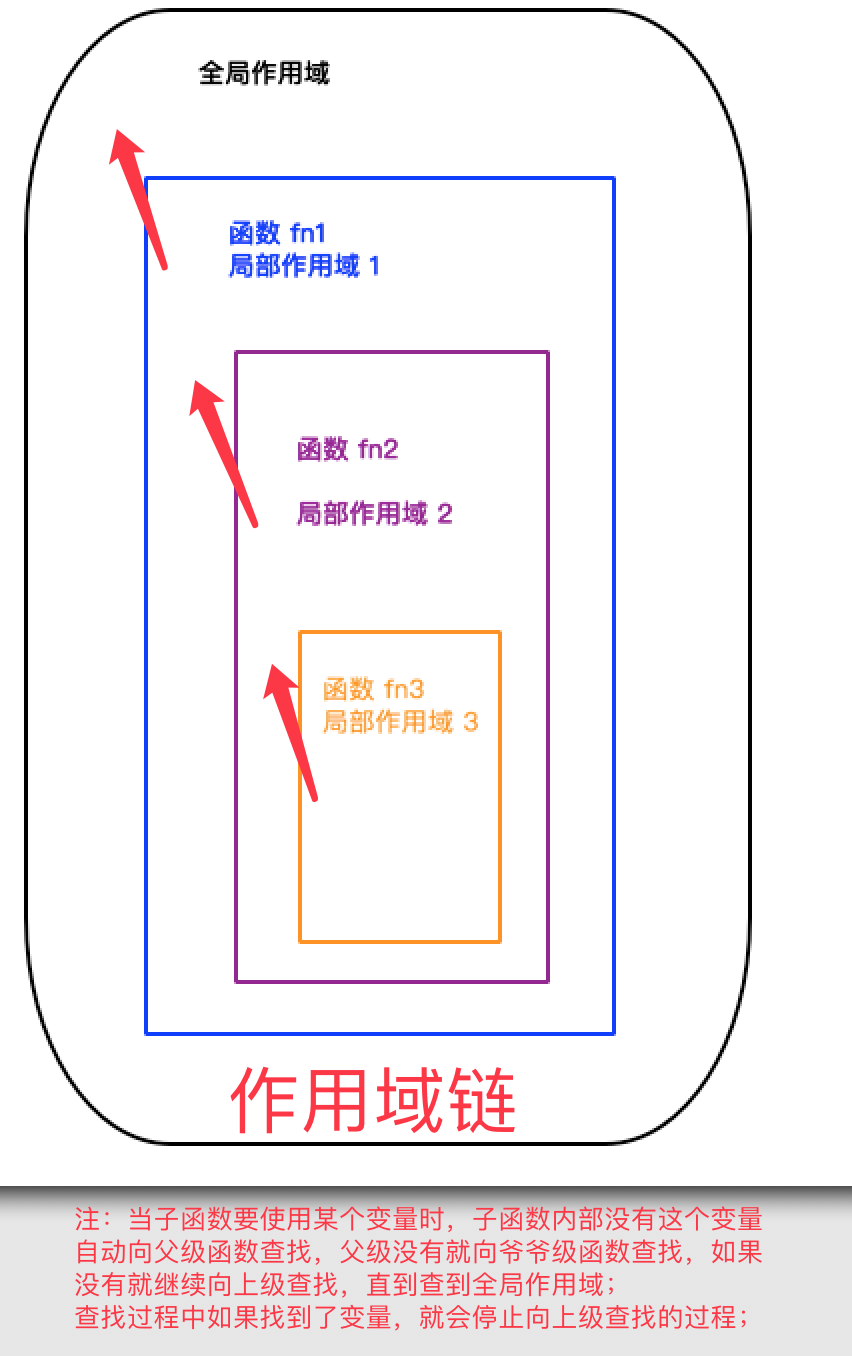 全局作用域
函数 fn1
局部作用域 1
函数 fn2
局部作用域 2
函数 fn3
局部作用域 3
作用域链
注：当子函数要使用某个变量时，子函数内部没有这个变量
自动向父级函数查找，父级没有就向爷爷级函数查找，如果
没有就继续向上级查找，直到查到全局作用域；
查找过程中如果找到了变量，就会停止向上级查找的过程；